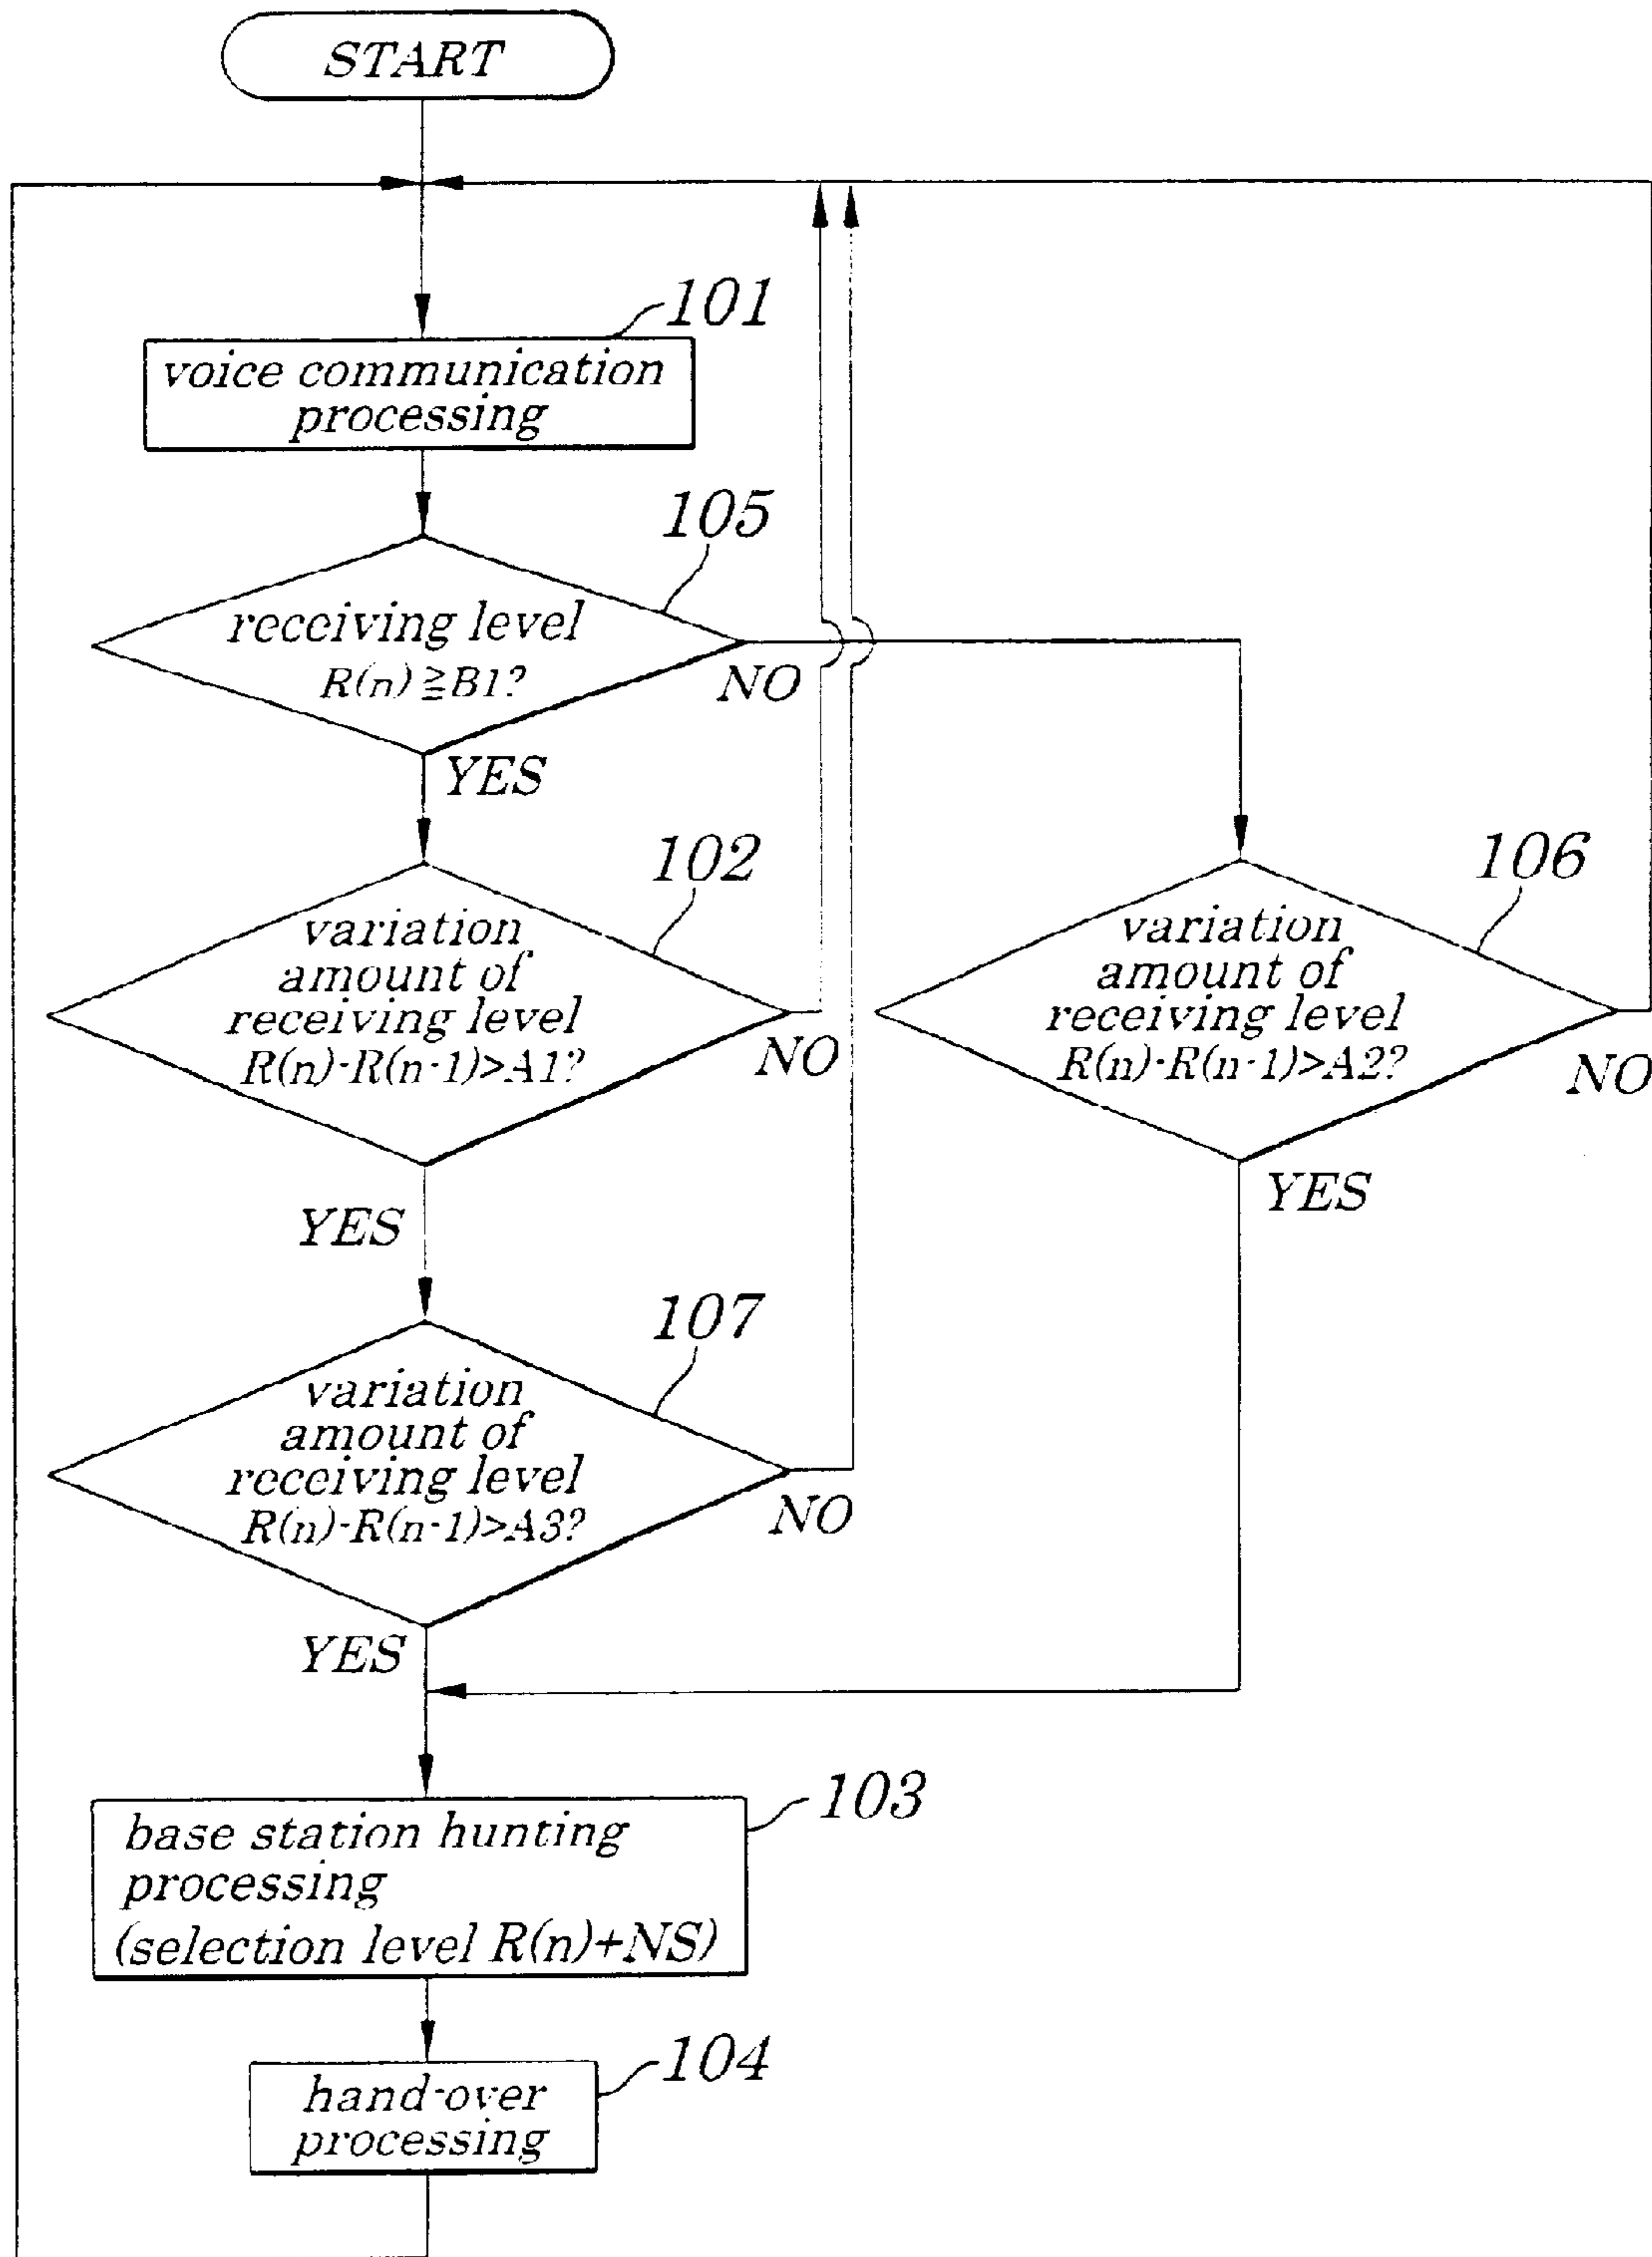 START
101
voice communication
processing
105
receiving level
R(n)≧B1?
NO
YES
102
variation
amount of
receiving level
R(n)-R(n-1)>A1?
NO
YES
106
variation
amount of
receiving level
R(n)-R(n-1)>A2?
NO
YES
107
variation
amount of
receiving level
R(n)-R(n-1)>A3?
NO
YES
103
base station hunting
processing
(selection level R(n)+NS)
104
hand-over
processing